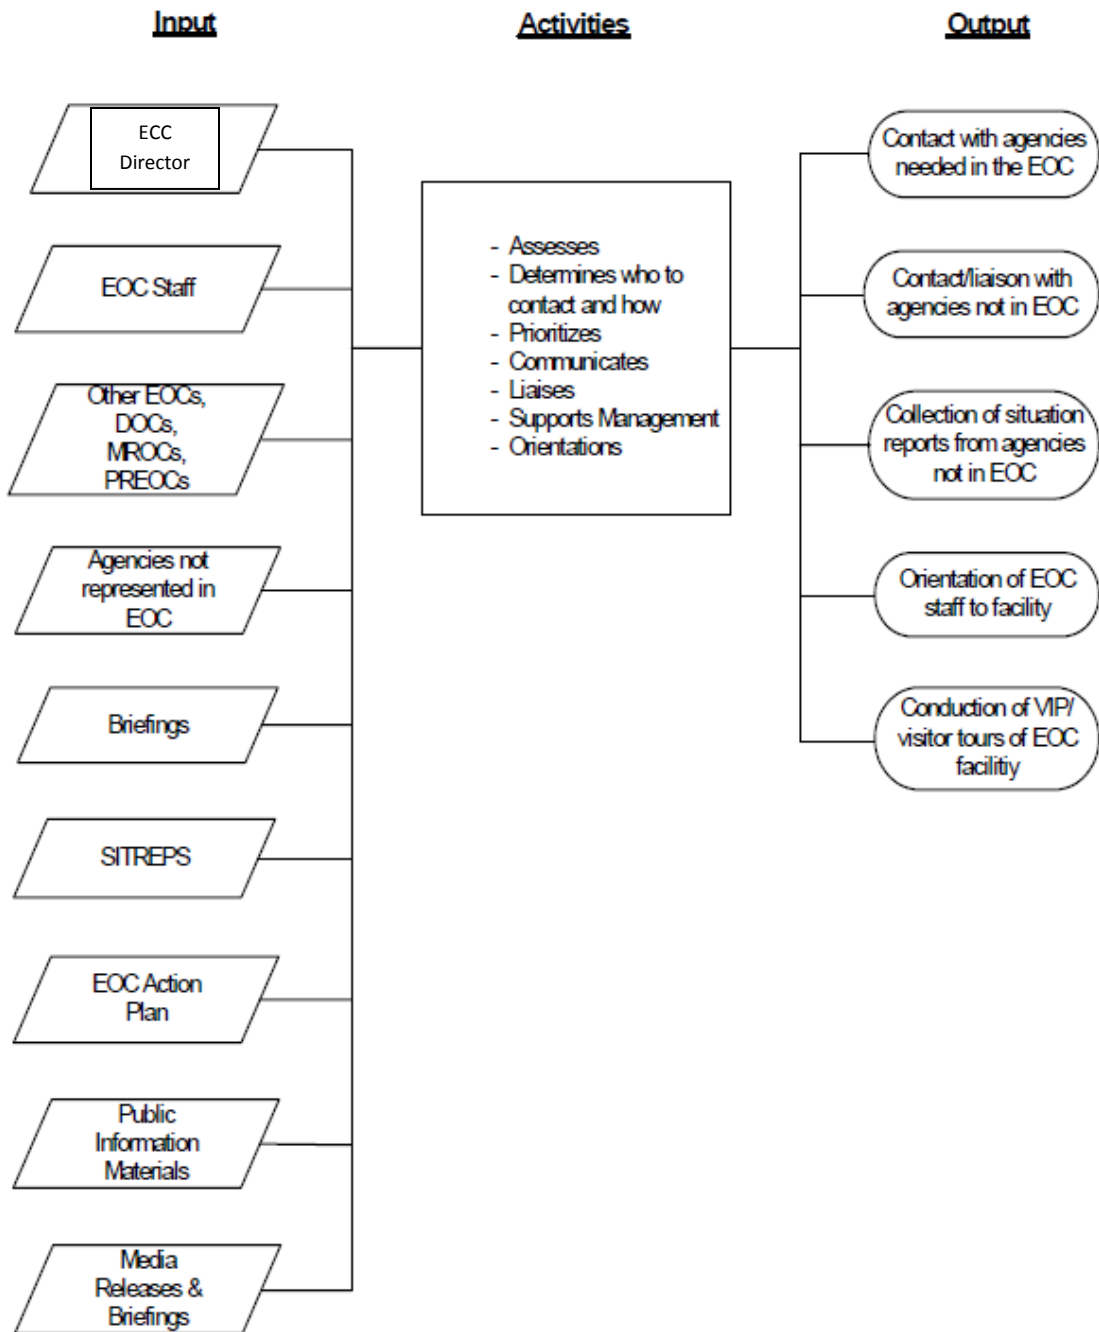 Input
Activities
Output
ECC
Director
EOC Staff
Other EOCs,
DOCs,
MROCs,
PREOCs
Agencies not
represented in
EOC
Briefings
SITREPS
EOC Action
Plan
Public
Information
Materials
Media
Releases &
Briefings
- Assesses
- Determines who to
contact and how
- Prioritizes
- Communicates
- Liaises
- Supports Management
- Orientations
Contact with agencies
needed in the EOC
Contact/liaison with
agencies not in EOC
Collection of situation
reports from agencies
not in EOC
Orientation of EOC
staff to facility
Conduction of VIP/
visitor tours of EOC
facilitiy